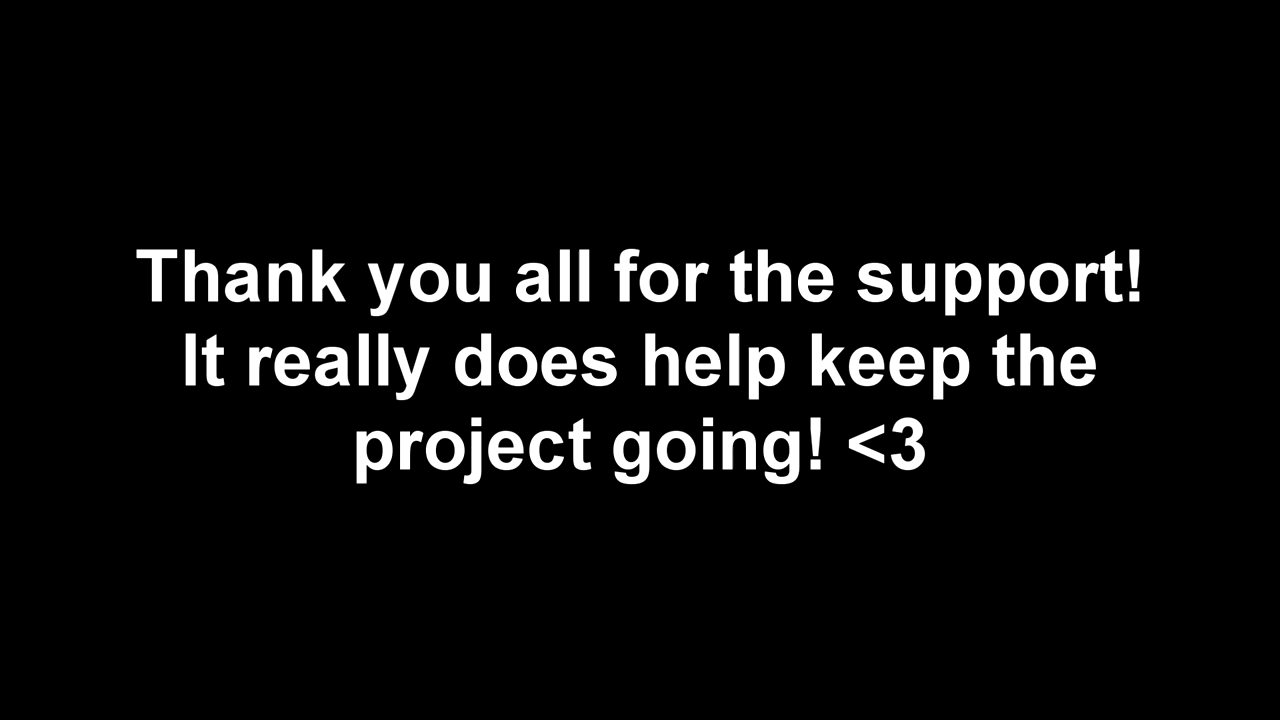 Thank you all for the support!
It really does help keep the
project going! <3